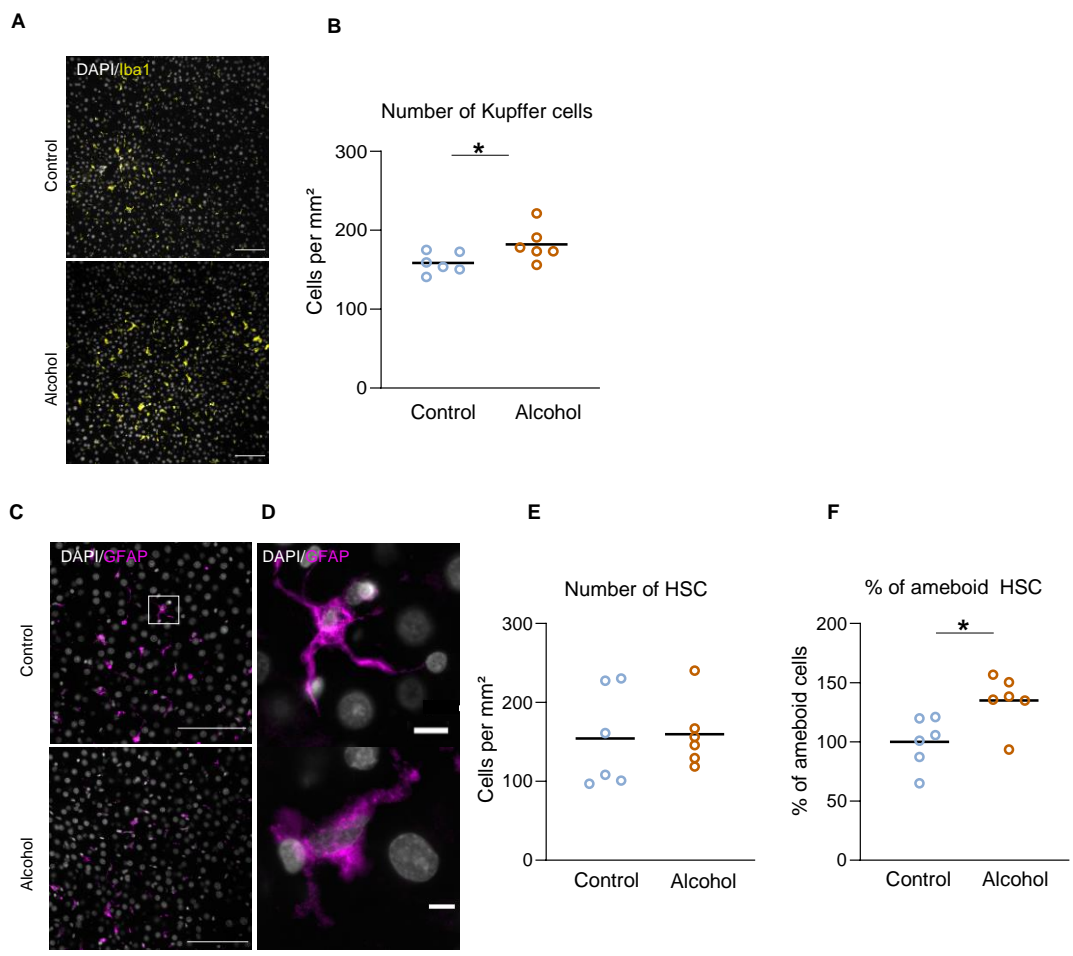 A
B
DAPI/Iba1
Control
Alcohol
Number of Kupffer cells
*
300
200
100
0
Cells per mm²
Control
Alcohol
C
D
E
F
DAPI/GFAP
DAPI/GFAP
Control
Alcohol
Number of HSC
300
200
100
0
Cells per mm²
Control
Alcohol
% of ameboid HSC
*
200
150
100
50
0
% of ameboid cells
Control
Alcohol